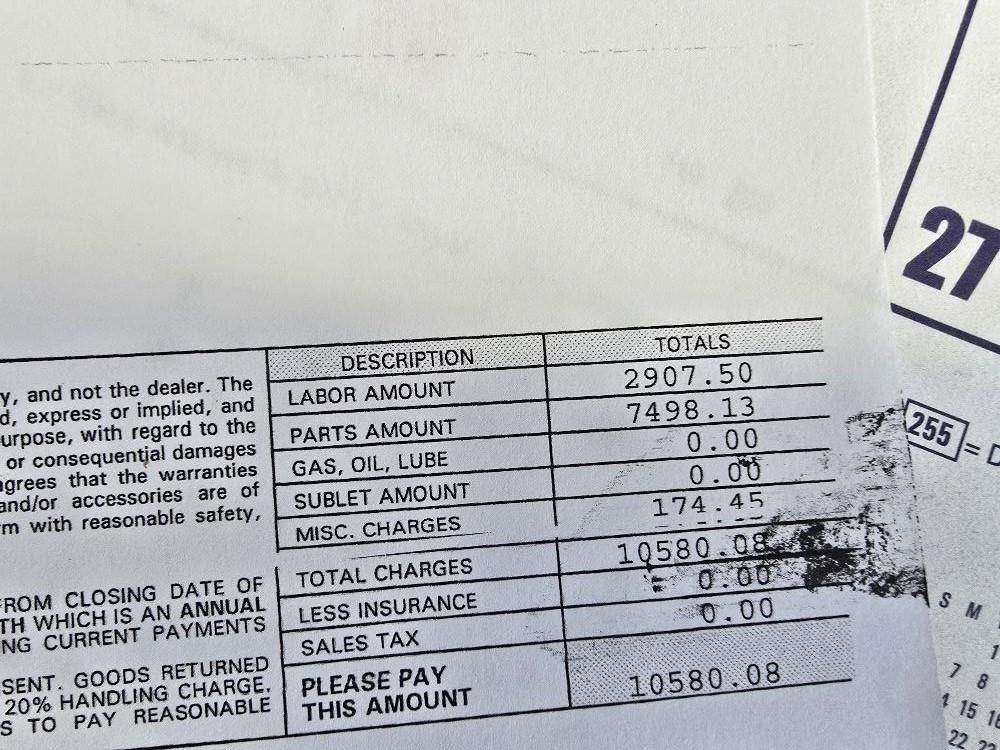 27
DESCRIPTION TOTALS
LABOR AMOUNT 2907.50
PARTS AMOUNT 7498.13
GAS, OIL, LUBE 0.00
SUBLET AMOUNT 0.00
MISC. CHARGES 174.45
TOTAL CHARGES 10580.08
LESS INSURANCE 0.00
SALES TAX 0.00
PLEASE PAY
THIS AMOUNT 10580.08
y, and not the dealer. The
d, express or implied, and
urpose, with regard to the
or consequential damages
agrees that the warranties
and/or accessories are of
m with reasonable safety,
FROM CLOSING DATE OF
TH WHICH IS AN ANNUAL
NG CURRENT PAYMENTS
SENT. GOODS RETURNED
20% HANDLING CHARGE.
S TO PAY REASONABLE
255 = D
S M
1
7 8
15
22